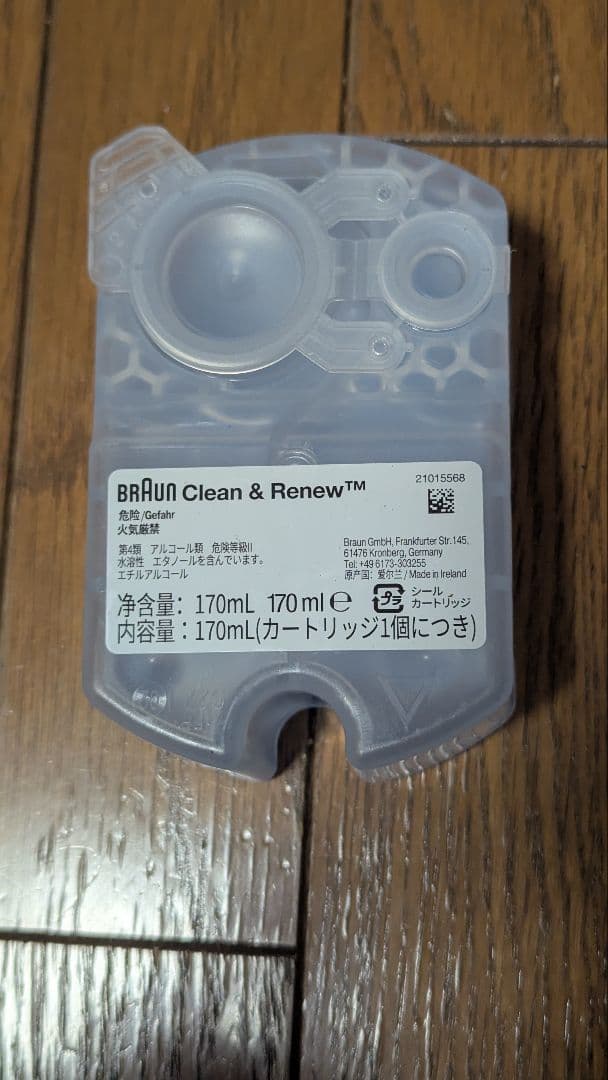 BRAUN Clean & Renew™
21015568
危险/Gefahr
火気厳禁
第4類 アルコール類 危険等級II
水溶性 エタノールを含んでいます。
エチルアルコール
Braun GmbH, Frankfurter Str. 145,
61476 Kronberg, Germany
Tel: +49 6173-303255
原产国: 爱尔兰 / Made in Ireland
净含量: 170mL 170 ml ℮
プラ シール
カートリッジ
内容量:170mL(カートリッジ1個につき)